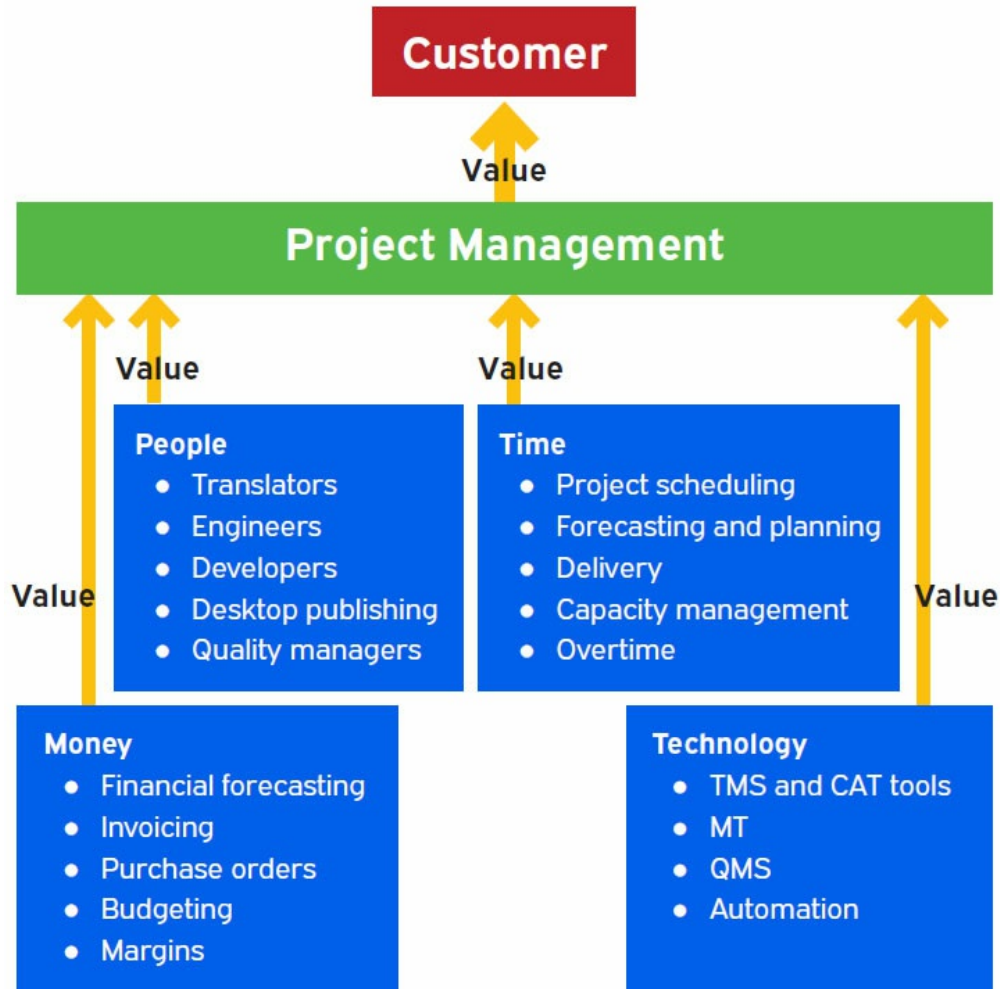 Customer
Value
Project Management
Value
Value
People
● Translators
● Engineers
● Developers
● Desktop publishing
● Quality managers
Time
● Project scheduling
● Forecasting and planning
● Delivery
● Capacity management
● Overtime
Value
Value
Money
● Financial forecasting
● Invoicing
● Purchase orders
● Budgeting
● Margins
Technology
● TMS and CAT tools
● MT
● QMS
● Automation